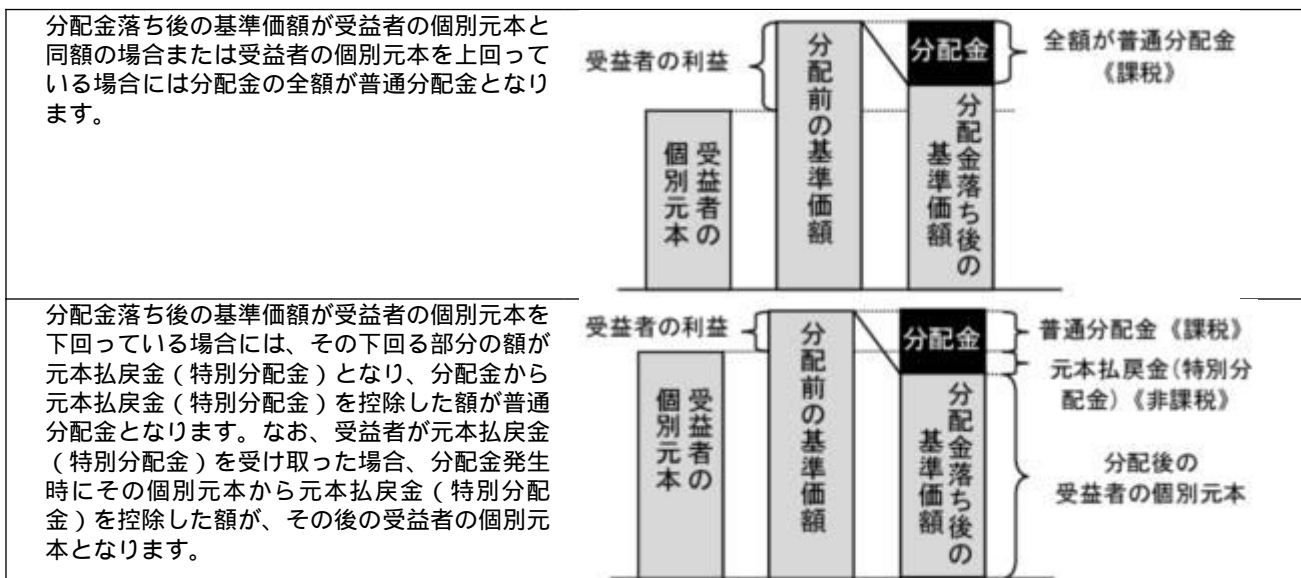 分配金落ち後の基準価額が受益者の個別元本と
同額の場合または受益者の個別元本を上回って
いる場合には分配金の全額が普通分配金となり
ます。
受益者の利益
受益者の
個別元本
分配前の基準価額
分配金
分配金落ち後の
基準価額
全額が普通分配金
《課税》
分配金落ち後の基準価額が受益者の個別元本を
下回っている場合には、その下回る部分の額が
元本払戻金(特別分配金)となり、分配金から
元本払戻金(特別分配金)を控除した額が普通
分配金となります。なお、受益者が元本払戻金
(特別分配金)を受け取った場合、分配金発生
時にその個別元本から元本払戻金(特別分配
金)を控除した額が、その後の受益者の個別元
本となります。
受益者の利益
受益者の
個別元本
分配前の基準価額
分配金
分配金落ち後の
基準価額
普通分配金《課税》
元本払戻金(特別分
配金)《非課税》
分配後の
受益者の個別元本